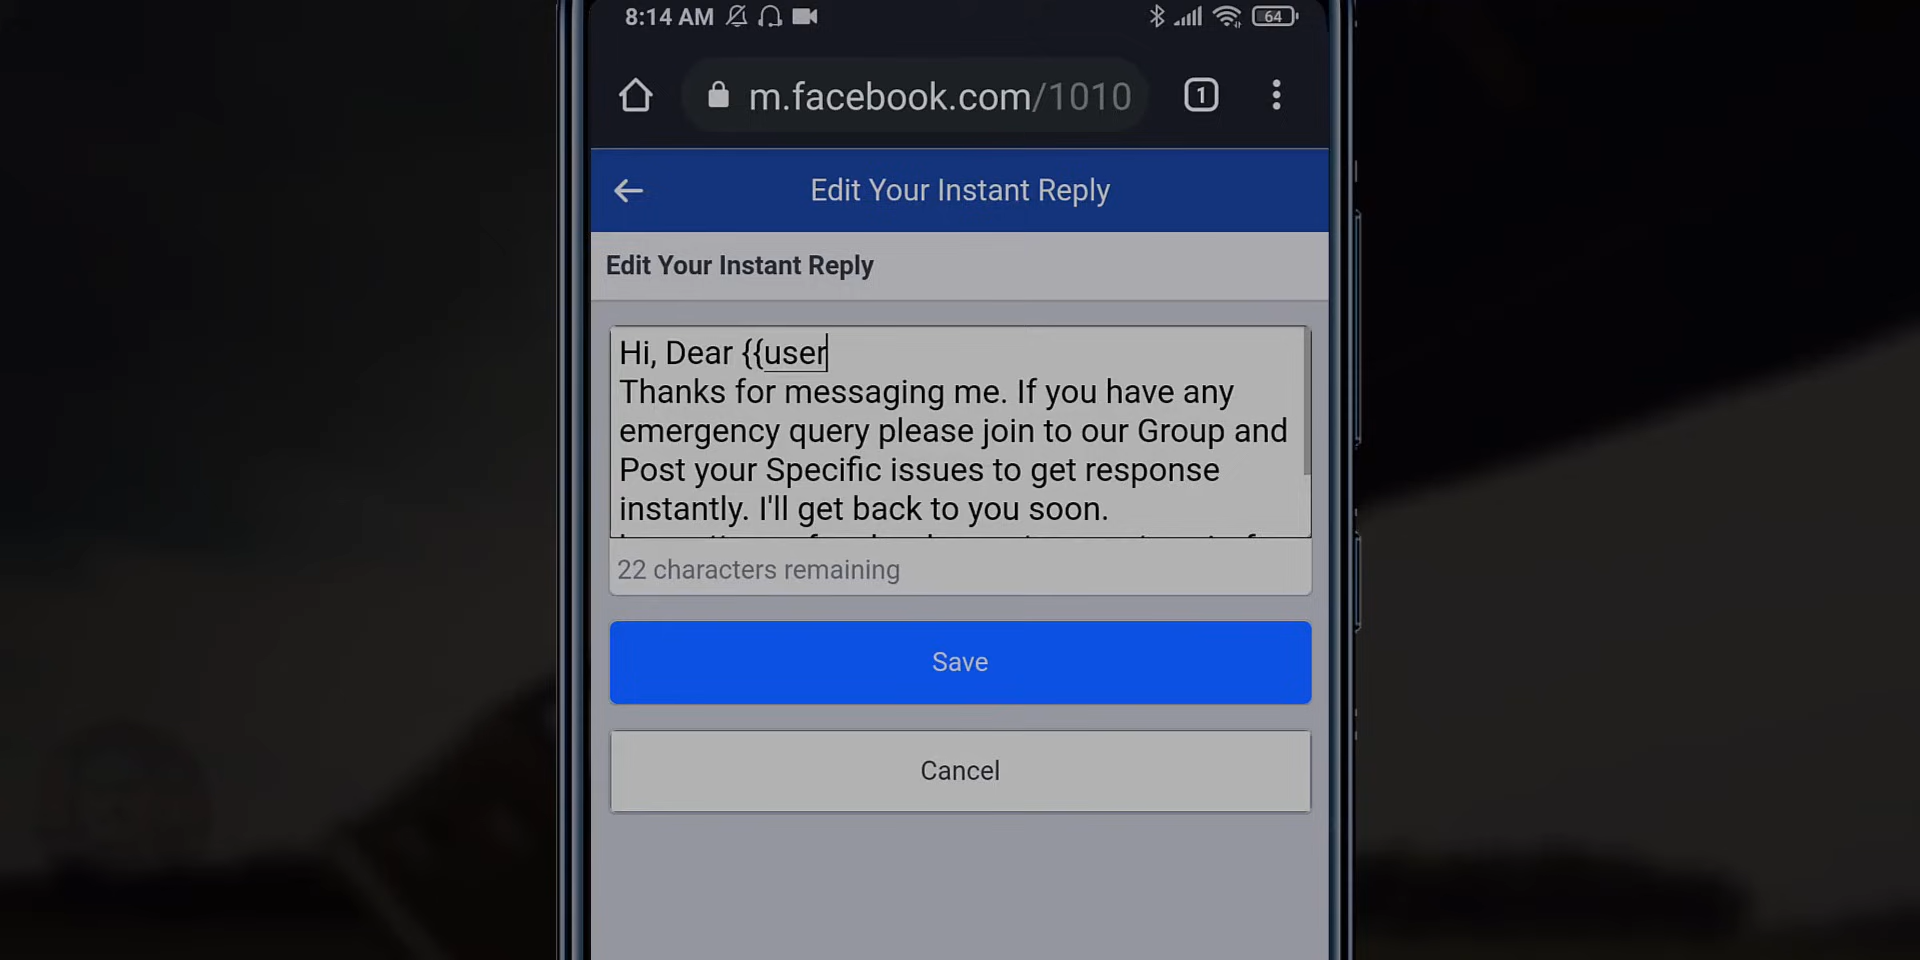 8:14 AM 64
m.facebook.com/1010 1
Edit Your Instant Reply
Edit Your Instant Reply
Hi, Dear {{user
Thanks for messaging me. If you have any
emergency query please join to our Group and
Post your Specific issues to get response
instantly. I'll get back to you soon.
22 characters remaining
Save
Cancel